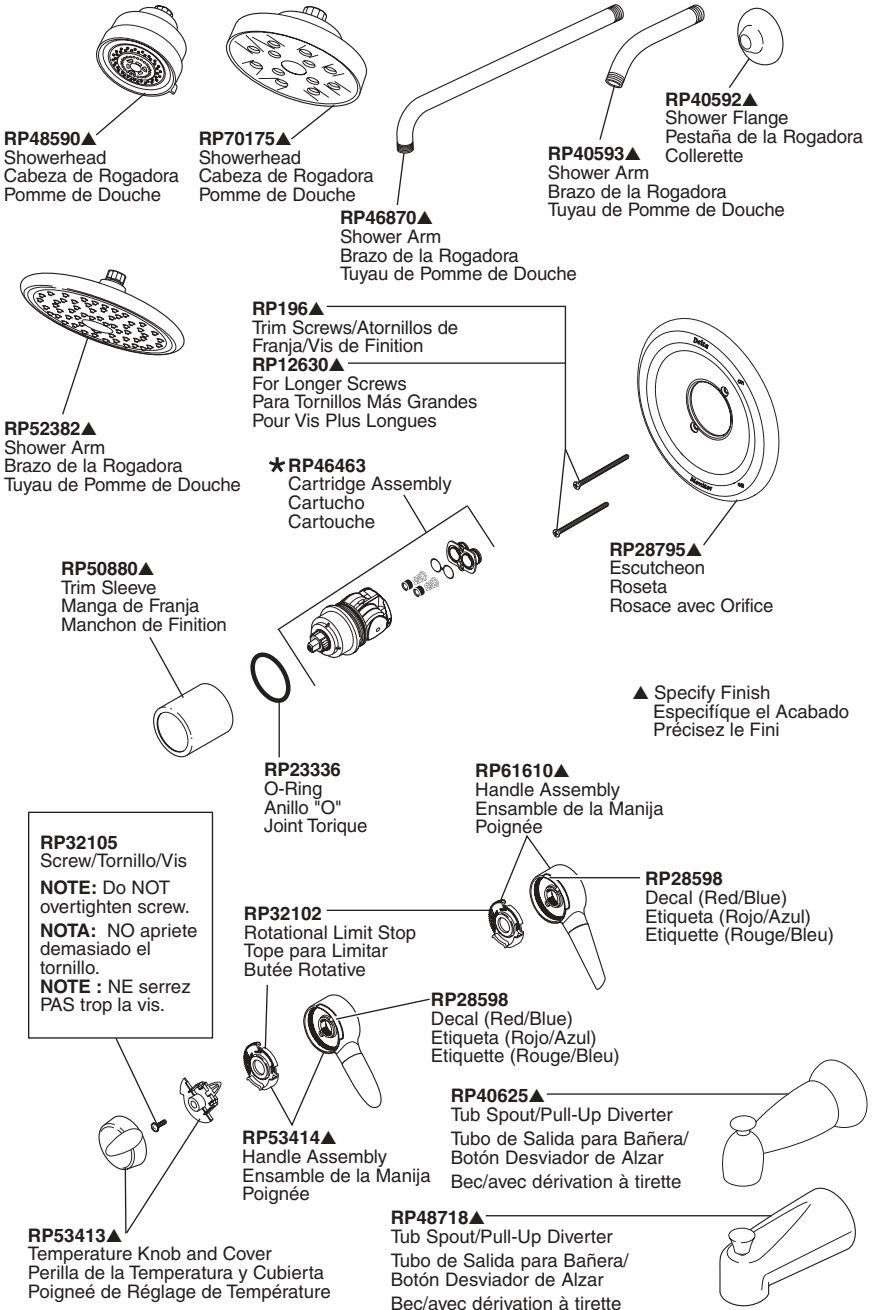 RP48590▲
Showerhead
Cabeza de Rogadora
Pomme de Douche
RP70175▲
Showerhead
Cabeza de Rogadora
Pomme de Douche
RP46870▲
Shower Arm
Brazo de la Rogadora
Tuyau de Pomme de Douche
RP40593▲
Shower Arm
Brazo de la Rogadora
Tuyau de Pomme de Douche
RP40592▲
Shower Flange
Pestaña de la Rogadora
Collerette
RP52382▲
Shower Arm
Brazo de la Rogadora
Tuyau de Pomme de Douche
RP196▲
Trim Screws/Atornillos de
Franja/Vis de Finition
RP12630▲
For Longer Screws
Para Tornillos Más Grandes
Pour Vis Plus Longues
Delta
Monitor
RP28795▲
Escutcheon
Roseta
Rosace avec Orifice
*RP46463
Cartridge Assembly
Cartucho
Cartouche
RP50880▲
Trim Sleeve
Manga de Franja
Manchon de Finition
RP23336
O-Ring
Anillo "O"
Joint Torique
▲ Specify Finish
Especifíque el Acabado
Précisez le Fini
RP61610▲
Handle Assembly
Ensamble de la Manija
Poignée
RP28598
Decal (Red/Blue)
Etiqueta (Rojo/Azul)
Etiquette (Rouge/Bleu)
RP32105
Screw/Tornillo/Vis
NOTE: Do NOT
overtighten screw.
NOTA: NO apriete
demasiado el
tornillo.
NOTE : NE serrez
PAS trop la vis.
RP32102
Rotational Limit Stop
Tope para Limitar
Butée Rotative
RP28598
Decal (Red/Blue)
Etiqueta (Rojo/Azul)
Etiquette (Rouge/Bleu)
RP53414▲
Handle Assembly
Ensamble de la Manija
Poignée
RP53413▲
Temperature Knob and Cover
Perilla de la Temperatura y Cubierta
Poigneé de Réglage de Température
RP40625▲
Tub Spout/Pull-Up Diverter
Tubo de Salida para Bañera/
Botón Desviador de Alzar
Bec/avec dérivation à tirette
RP48718▲
Tub Spout/Pull-Up Diverter
Tubo de Salida para Bañera/
Botón Desviador de Alzar
Bec/avec dérivation à tirette